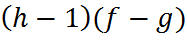 (h − 1)(f − g)